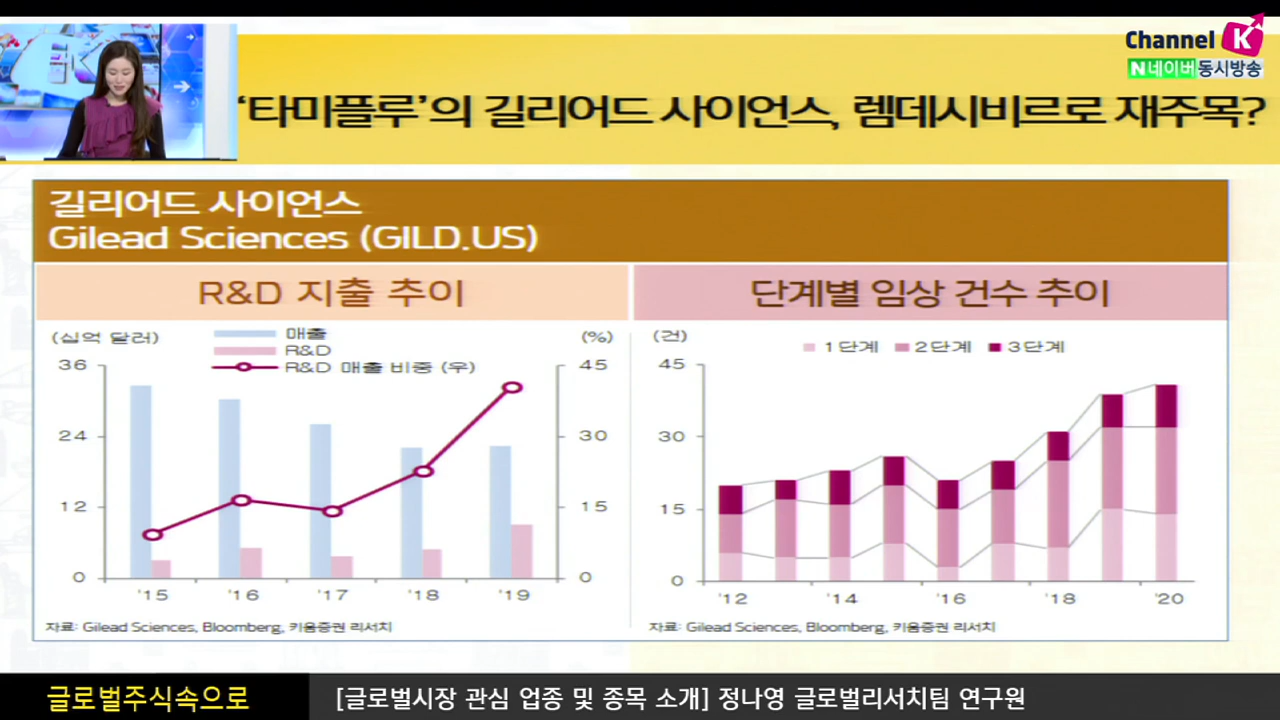 Channel K
N 네이버 동시방송
‘타미플루’의 길리어드 사이언스, 렘데시비르로 재주목?
길리어드 사이언스
Gilead Sciences (GILD.US)
R&D 지출 추이
(십억 달러)
(%)
매출
R&D
R&D 매출 비중 (우)
36
24
12
0
45
30
15
0
'15 '16 '17 '18 '19
자료: Gilead Sciences, Bloomberg, 키움증권 리서치
단계별 임상 건수 추이
(건)
1단계 2단계 3단계
45
30
15
0
'12 '14 '16 '18 '20
자료: Gilead Sciences, Bloomberg, 키움증권 리서치
글로벌주식속으로
[글로벌시장 관심 업종 및 종목 소개] 정나영 글로벌리서치팀 연구원